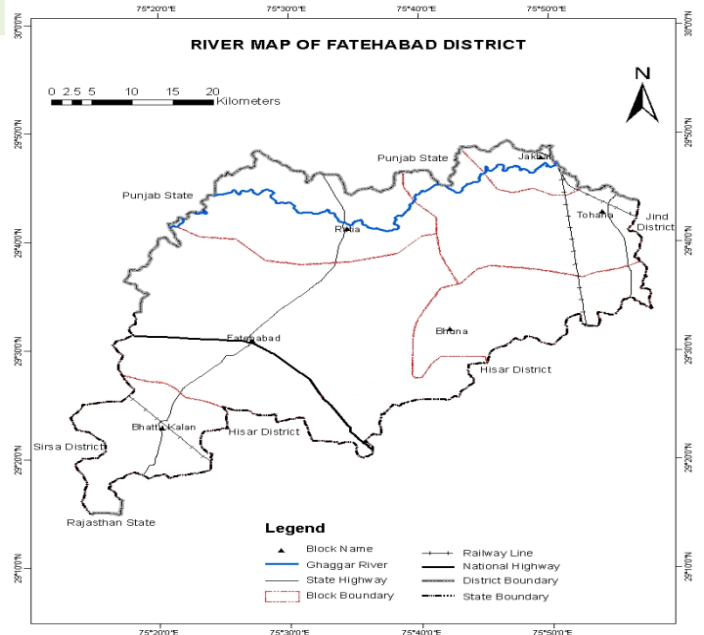 75°20'0"E 75°30'0"E 75°40'0"E 75°50'0"E
30°0'0"N 30°0'0"N
RIVER MAP OF FATEHABAD DISTRICT
N
0 2.5 5 10 15 20
Kilometers
29°50'0"N 29°50'0"N
Punjab State
Jakhal
Punjab State
Tohana
Jind
District
Ratia
29°40'0"N 29°40'0"N
Fatehabad
Bhuna
29°30'0"N 29°30'0"N
Hisar District
Bhattu Kalan
Hisar District
Sirsa District
29°20'0"N 29°20'0"N
Rajasthan State
Legend
Block Name
Ghaggar River
State Highway
Block Boundary
Railway Line
National Highway
District Boundary
State Boundary
29°10'0"N 29°10'0"N
75°20'0"E 75°30'0"E 75°40'0"E 75°50'0"E